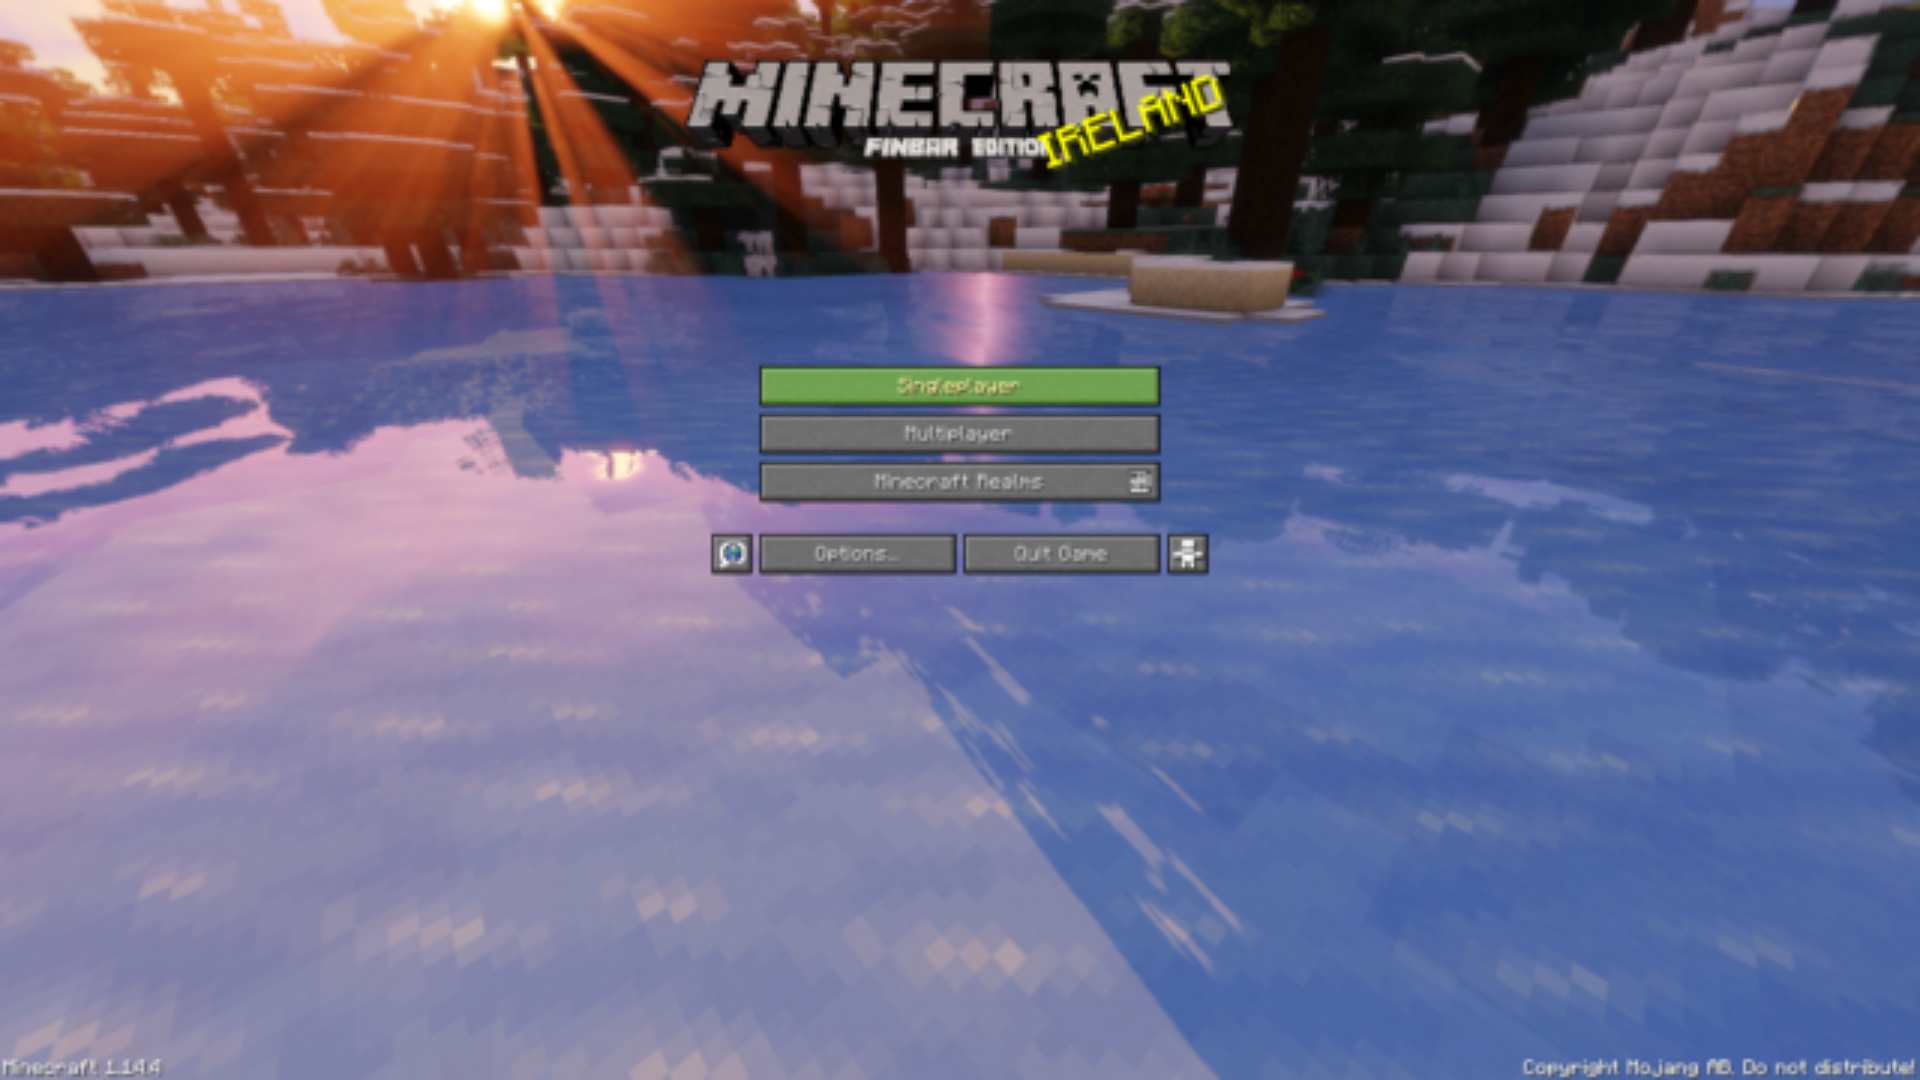 MINECRAFT
FINBAR EDITION
IRELAND
Singleplayer
Multiplayer
Minecraft Realms
Options...
Quit Game
Minecraft 1.14.4
Copyright Mojang AB. Do not distribute!